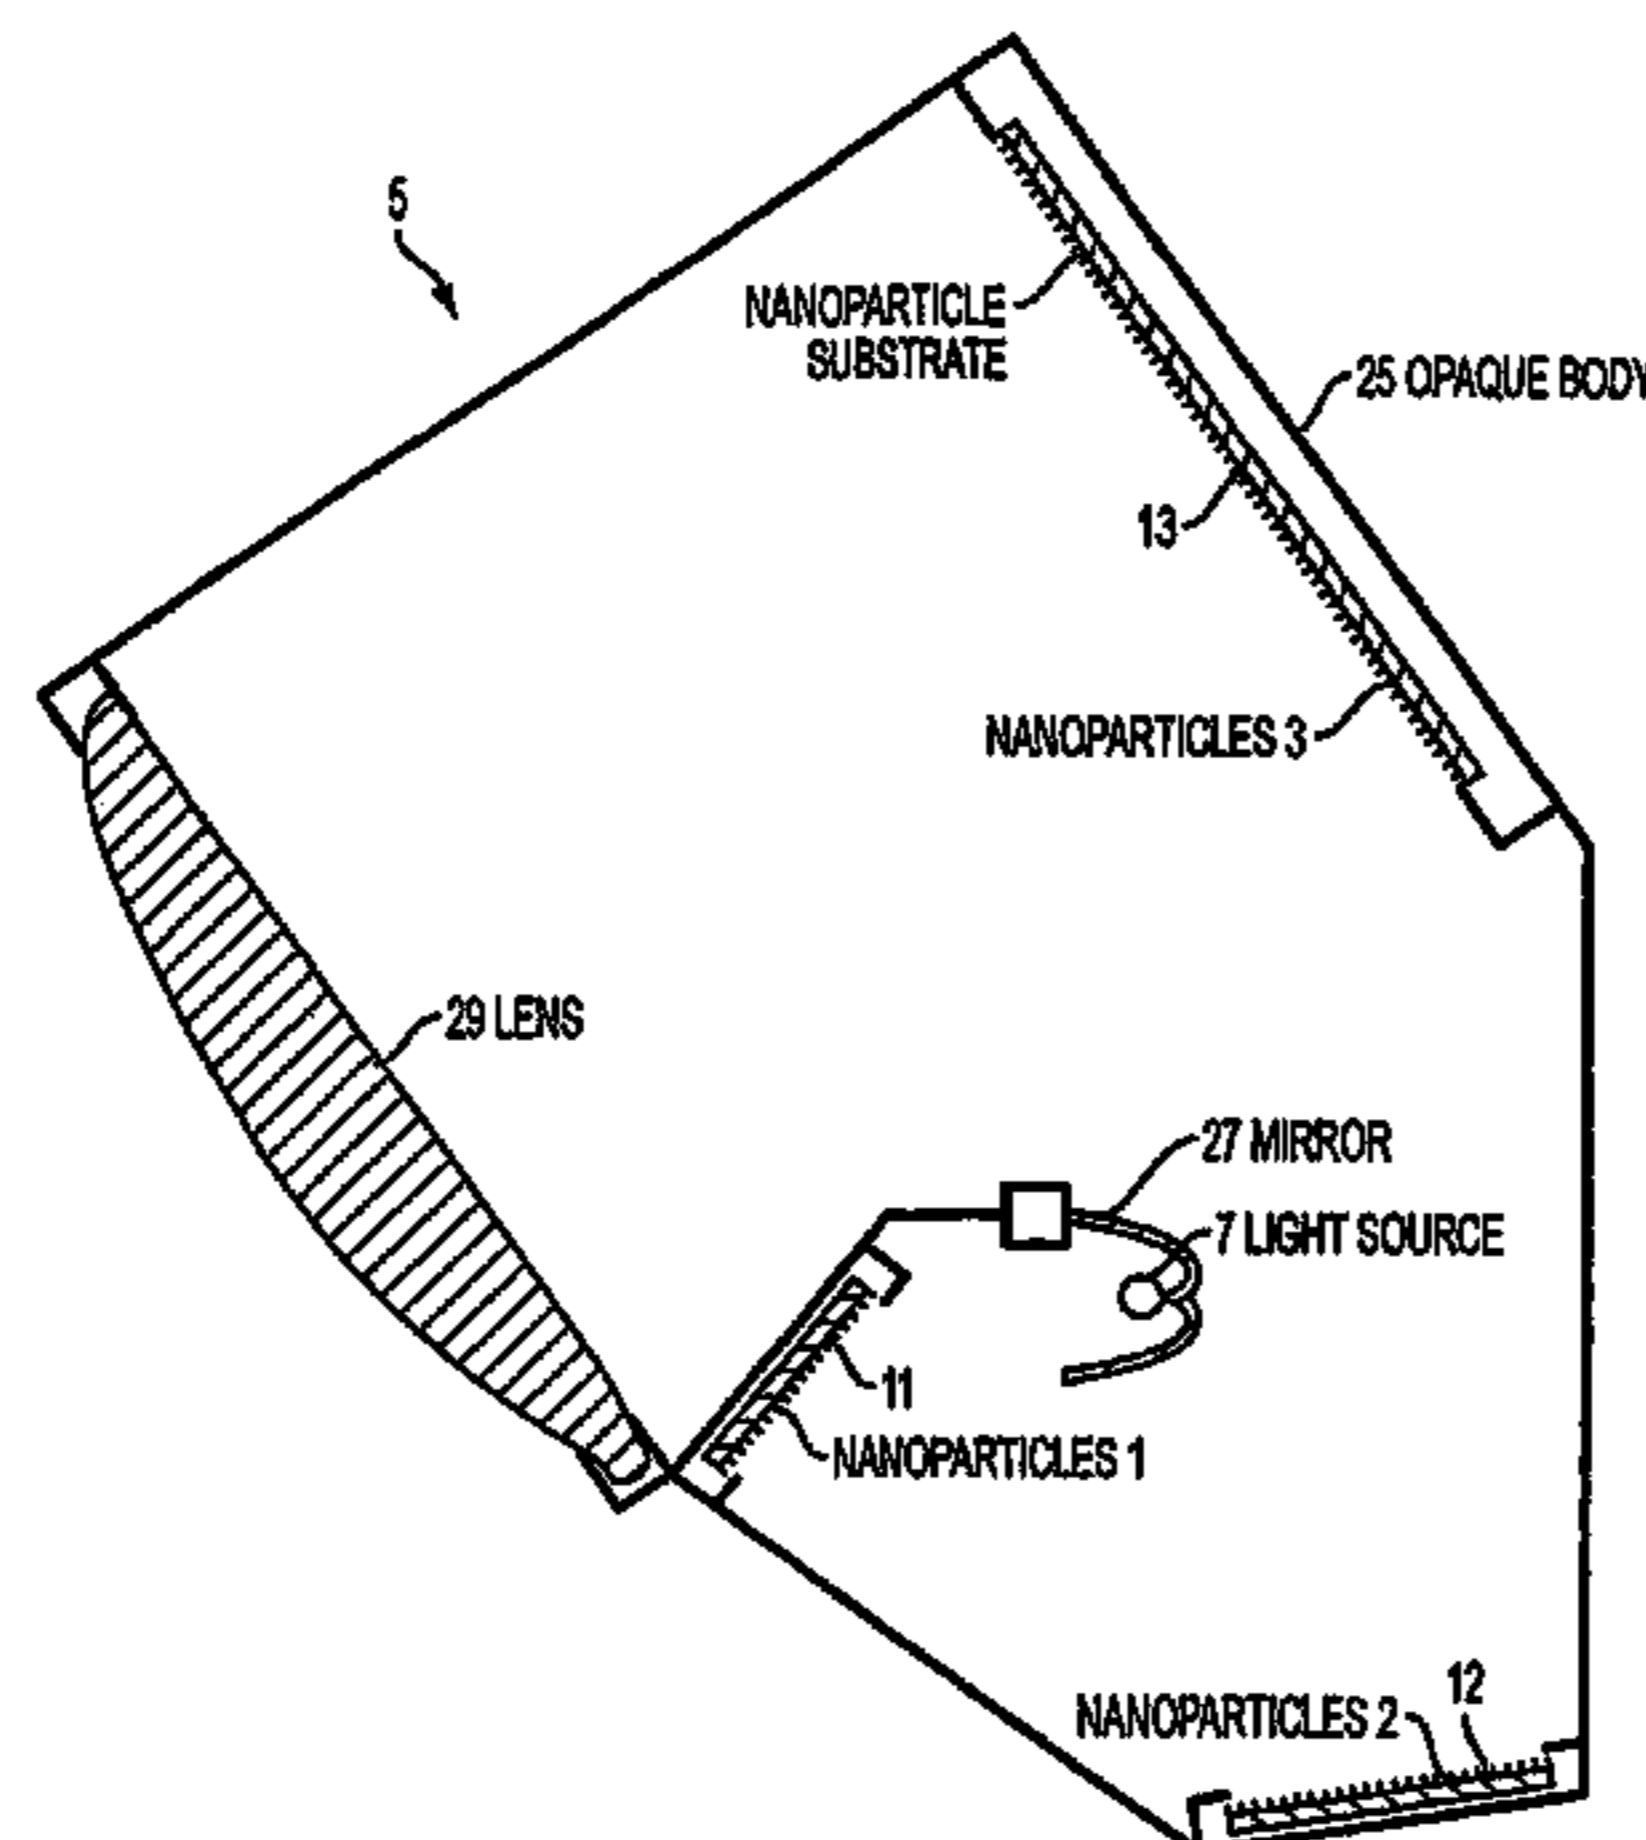 5
NANOPARTICLE
SUBSTRATE
25 OPAQUE BODY
13
NANOPARTICLES 3
29 LENS
27 MIRROR
7 LIGHT SOURCE
11
NANOPARTICLES 1
12
NANOPARTICLES 2